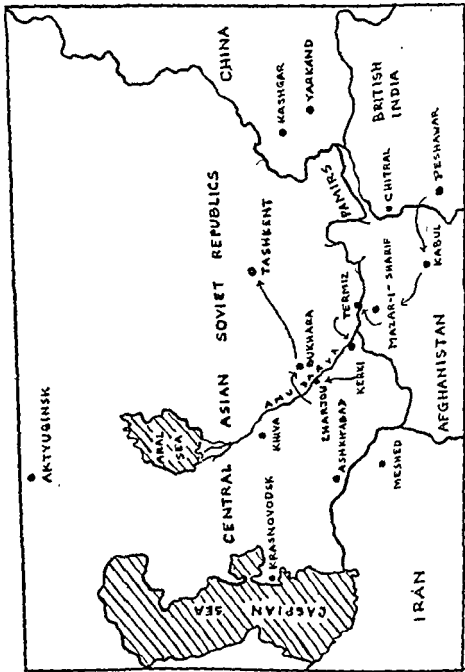 AKTYUBINSK
ARAL
SEA
CASPIAN
SEA
CENTRAL ASIAN SOVIET REPUBLICS
CHINA
KASHGAR
YARKAND
TASHKENT
KRASNOVODSK
KHIVA
AMU DARYA
BUKHARA
CHARJOU
ASHKHABAD
KERKI
TERMIZ
PAMIRS
BRITISH
INDIA
CHITRAL
MESHED
MAZAR-I-SHARIF
KABUL
PESHAWAR
IRAN
AFGHANISTAN